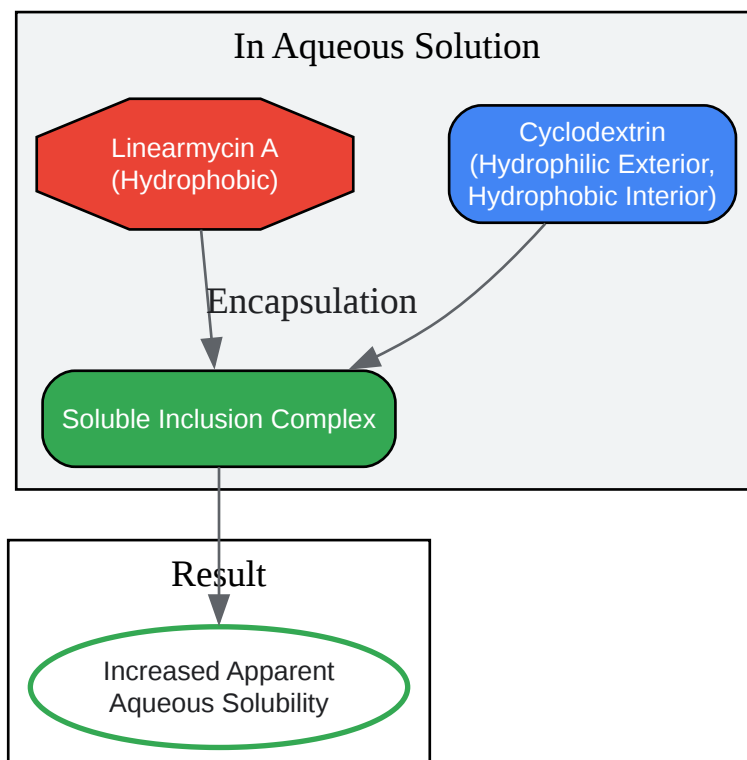 In Aqueous Solution
Linearmycin A
(Hydrophobic)
Cyclodextrin
(Hydrophilic Exterior,
Hydrophobic Interior)
Encapsulation
Soluble Inclusion Complex
Result
Increased Apparent
Aqueous Solubility